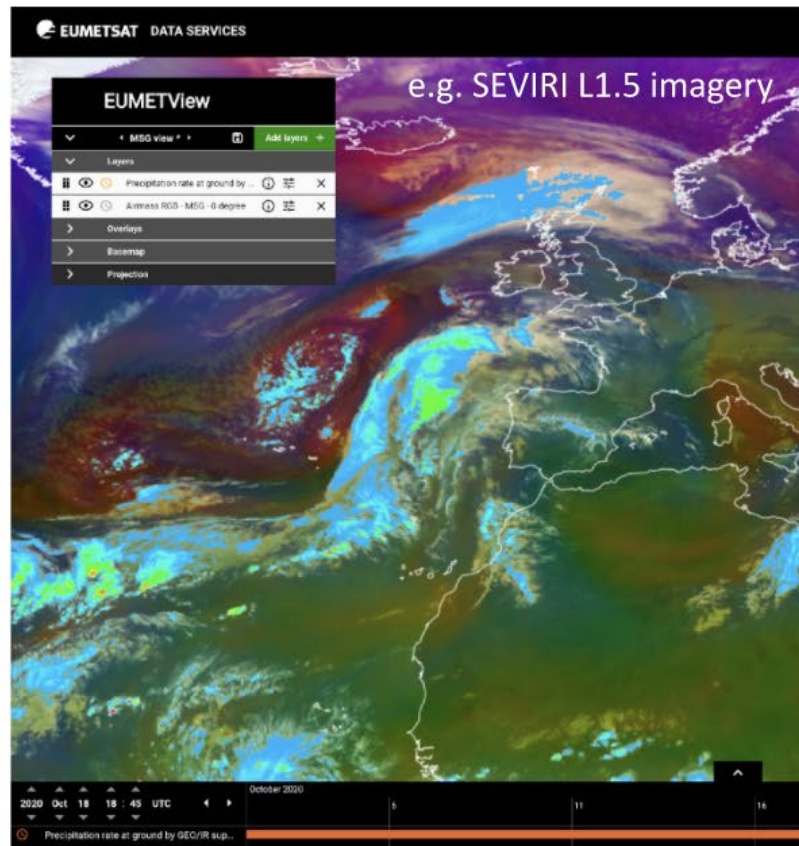 EUMETSAT DATA SERVICES
e.g. SEVIRI L1.5 imagery
EUMETView
MSG view *
Add layers +
Layers
Precipitation rate at ground by ...
Airmass RGB - MSG - 0 degree
Overlays
Basemap
Projection
October 2020
2020 Oct 18 18 : 45 UTC
6 11 16
Precipitation rate at ground by GEO/IR sup...